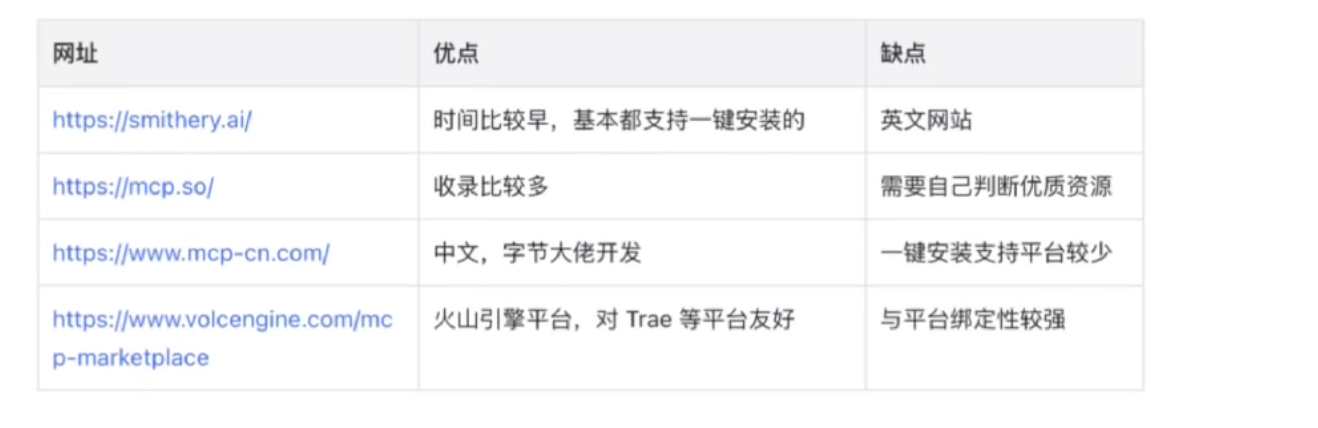 网址 优点 缺点
https://smithery.ai/ 时间比较早，基本都支持一键安装的 英文网站
https://mcp.so/ 收录比较多 需要自己判断优质资源
https://www.mcp-cn.com/ 中文，字节大佬开发 一键安装支持平台较少
https://www.volcengine.com/mc 火山引擎平台，对 Trae 等平台友好 与平台绑定性较强
p-marketplace